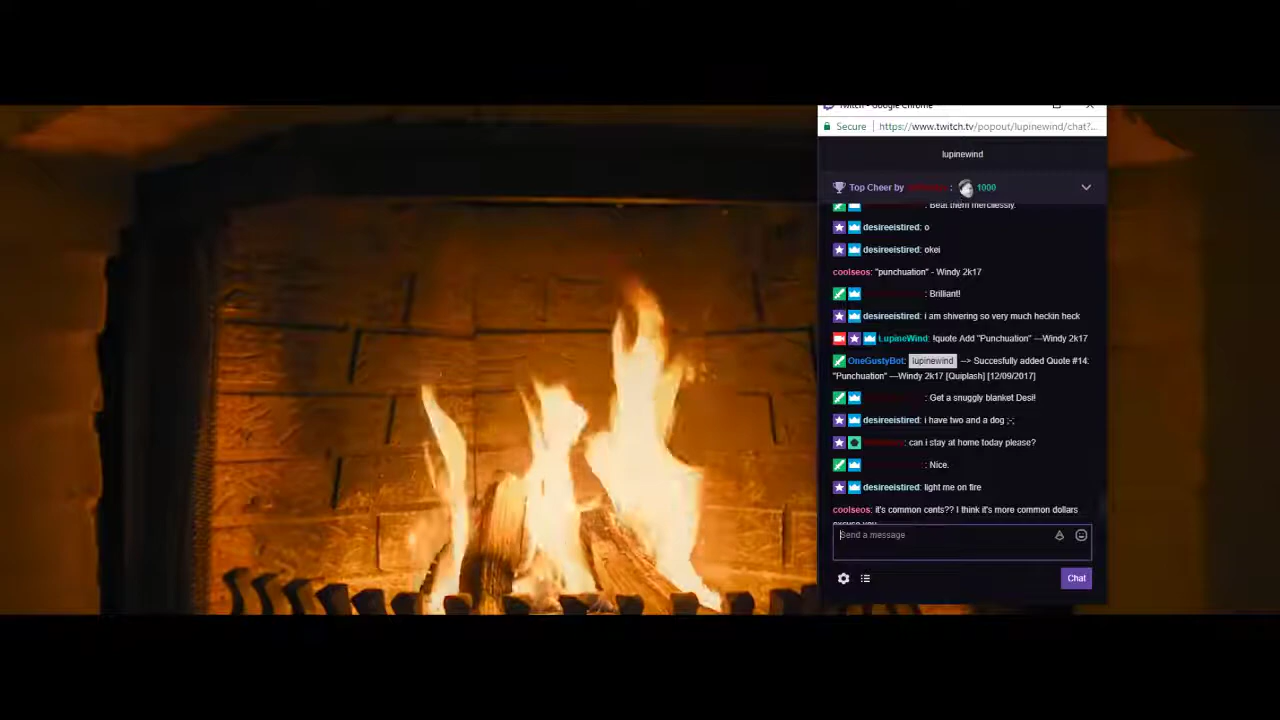 Twitch - Google Chrome
Secure https://www.twitch.tv/popout/lupinewind/chat?...
lupinewind
Top Cheer by : 1000
: Beat them mercilessly.
desireeistired: o
desireeistired: okei
coolseos: "punchuation" - Windy 2k17
: Brilliant!
desireeistired: i am shivering so very much heckin heck
LupineWind: !quote Add "Punchuation" —Windy 2k17
OneGustyBot: lupinewind --> Succesfully added Quote #14:
"Punchuation" —Windy 2k17 [Quiplash] [12/09/2017]
: Get a snuggly blanket Desi!
desireeistired: i have two and a dog ;-;
: can i stay at home today please?
: Nice.
desireeistired: light me on fire
coolseos: it's common cents?? I think it's more common dollars
excuse you
Send a message
Chat